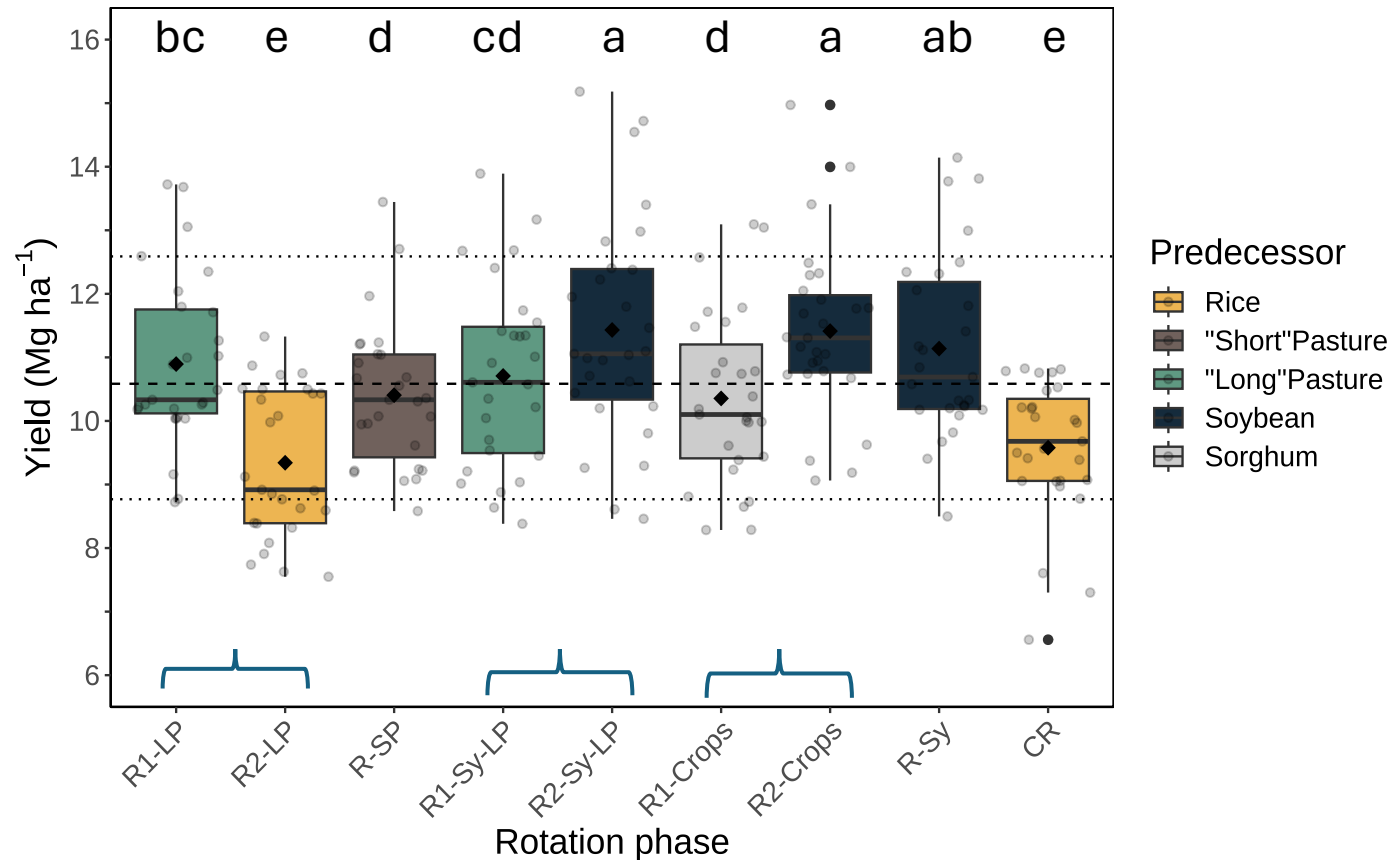 bc e d cd a d a ab e
16
14
12
10
8
6
Yield (Mg ha⁻¹)
R1-LP R2-LP R-SP R1-Sy-LP R2-Sy-LP R1-Crops R2-Crops R-Sy CR
Rotation phase
Predecessor
Rice
"Short"Pasture
"Long"Pasture
Soybean
Sorghum